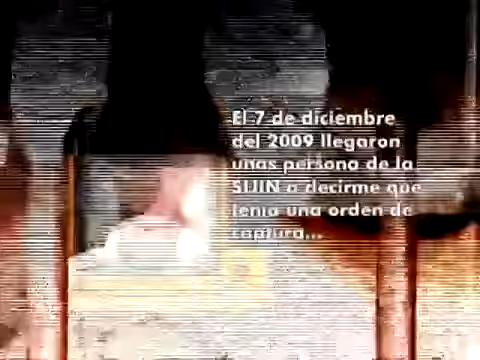 El 7 de diciembre
del 2009 llegaron
unas persona de la
SIJIN a decirme que
tenia una orden de
captura...